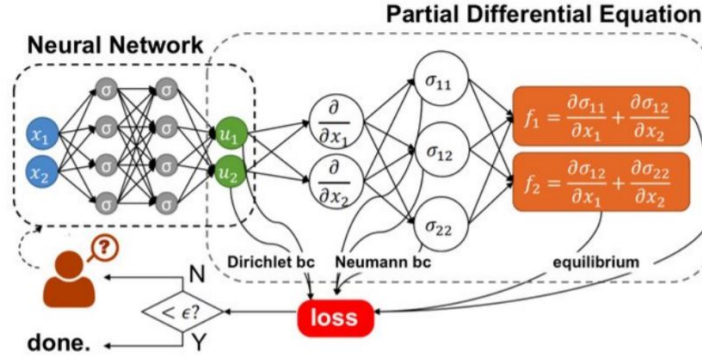 Partial Differential Equation
Neural Network
σ σ
σ σ
σ σ
σ σ
x₁
x₂
u₁
u₂
∂/∂x₁
∂/∂x₂
σ₁₁
σ₁₂
σ₂₂
f₁ = ∂σ₁₁/∂x₁ + ∂σ₁₂/∂x₂
f₂ = ∂σ₁₂/∂x₁ + ∂σ₂₂/∂x₂
Dirichlet bc
Neumann bc
equilibrium
?
N
< ϵ?
Y
loss
done.